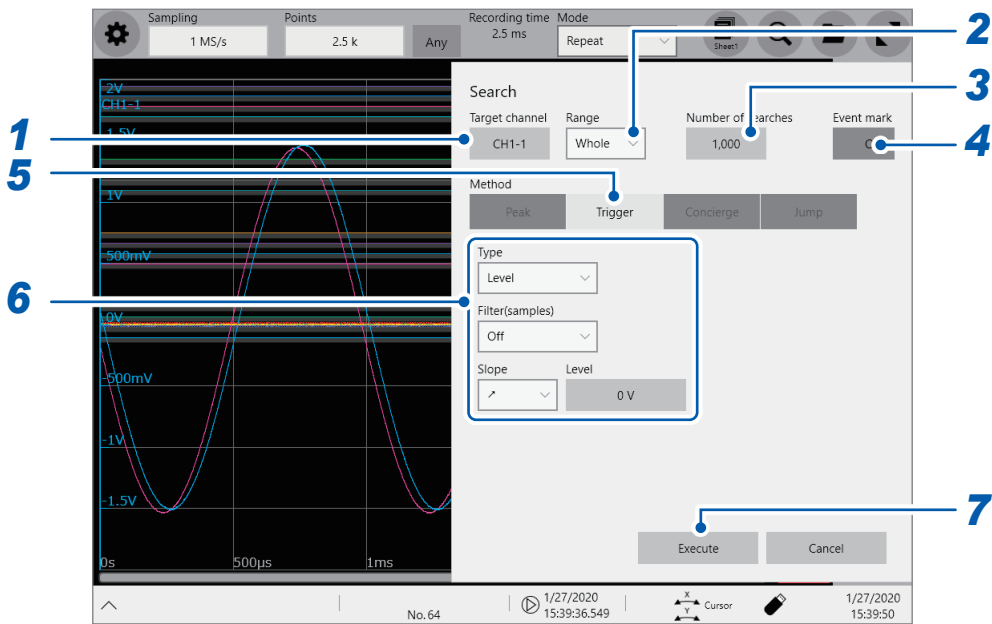 Sampling Points Recording time Mode
1 MS/s 2.5 k Any 2.5 ms Repeat Sheet1
2
2V
CH1-1
Search
3
Target channel Range Number of searches Event mark
1
1.5V
CH1-1 Whole 1,000
4
5
Method
1V
Peak Trigger Concierge Jump
500mV
Type
Level
6
Filter(samples)
0V
Off
Slope Level
-500mV
↗ 0 V
-1V
-1.5V
7
Execute Cancel
0s 500μs 1ms
No. 64
1/27/2020
15:39:36.549
X
Y
Cursor
1/27/2020
15:39:50